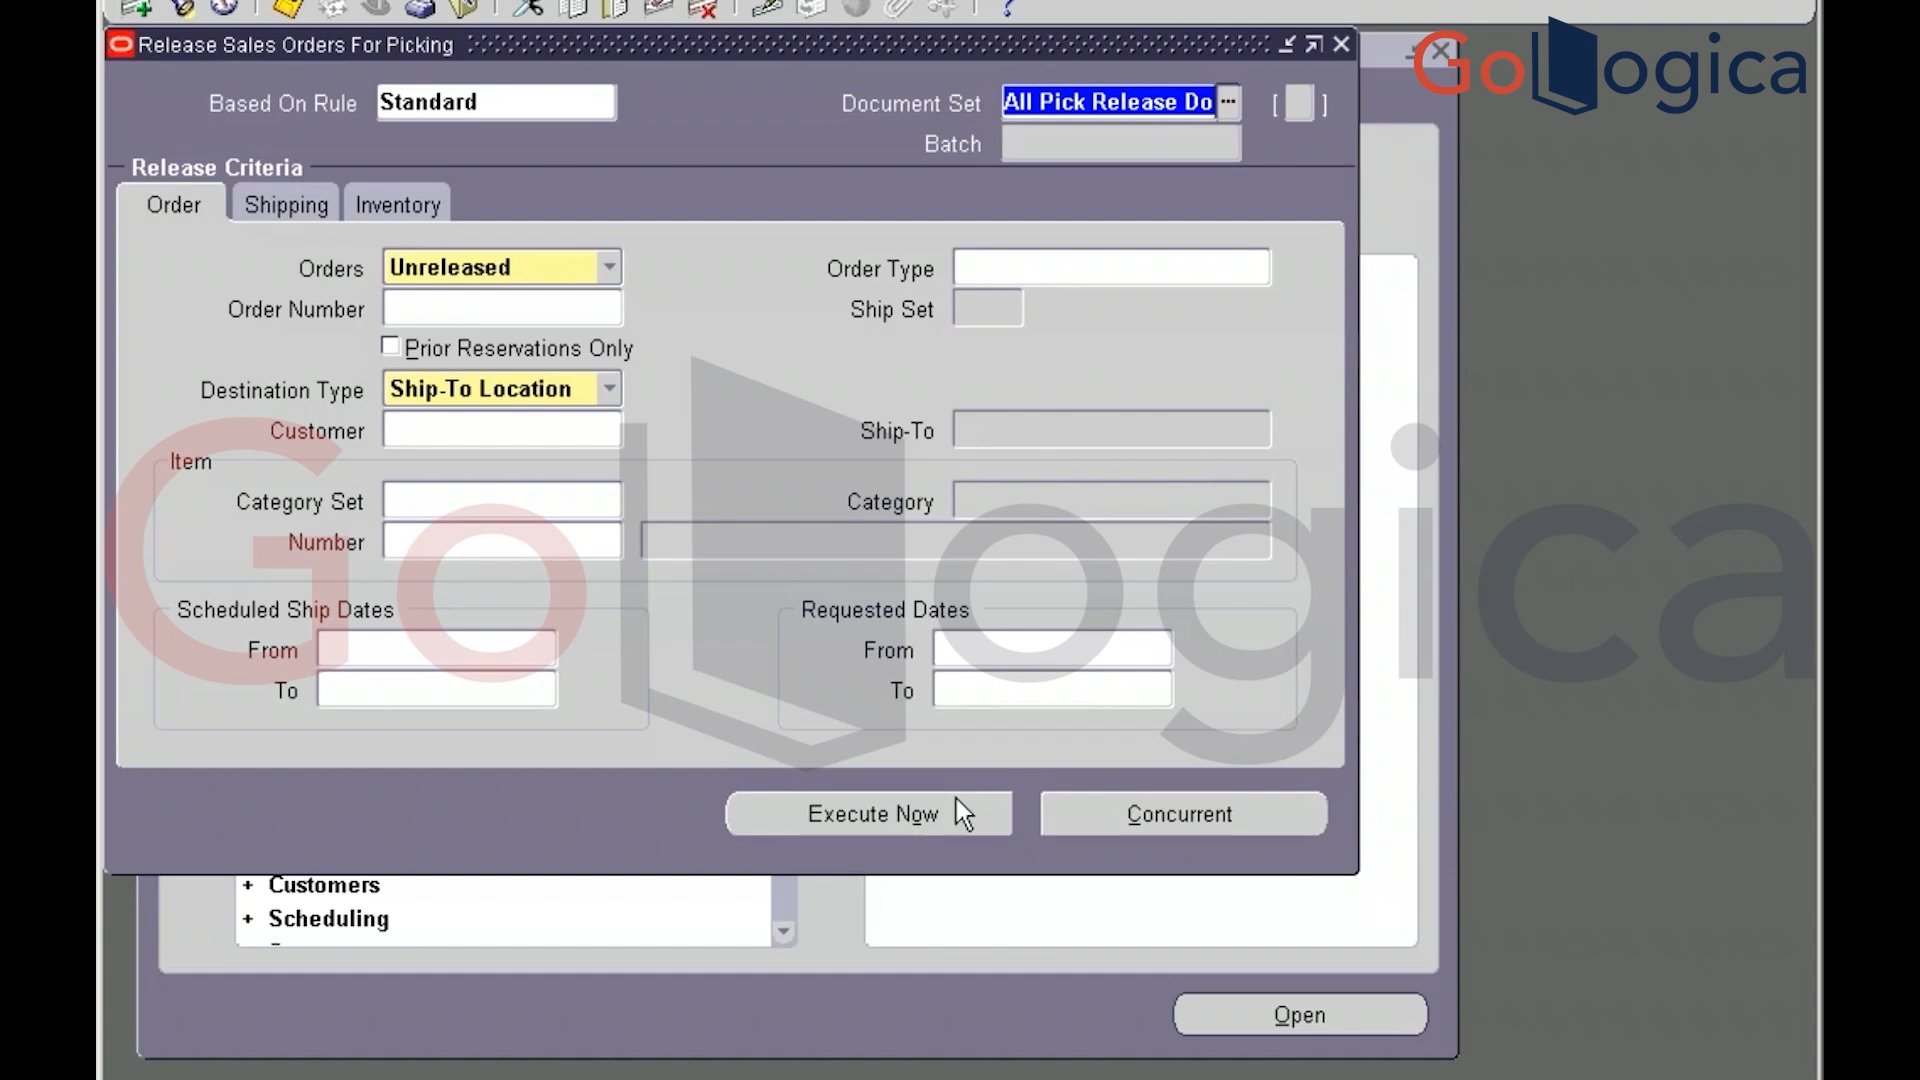 Release Sales Orders For Picking
GoLogica
Based On Rule Standard Document Set All Pick Release Do ... [ ]
Batch
Release Criteria
Order Shipping Inventory
Orders Unreleased Order Type
Order Number Ship Set
Prior Reservations Only
Destination Type Ship-To Location
Customer Ship-To
Item
Category Set Category
Number
GoLogica
Scheduled Ship Dates Requested Dates
From From
To To
Execute Now Concurrent
+ Customers
+ Scheduling
Open